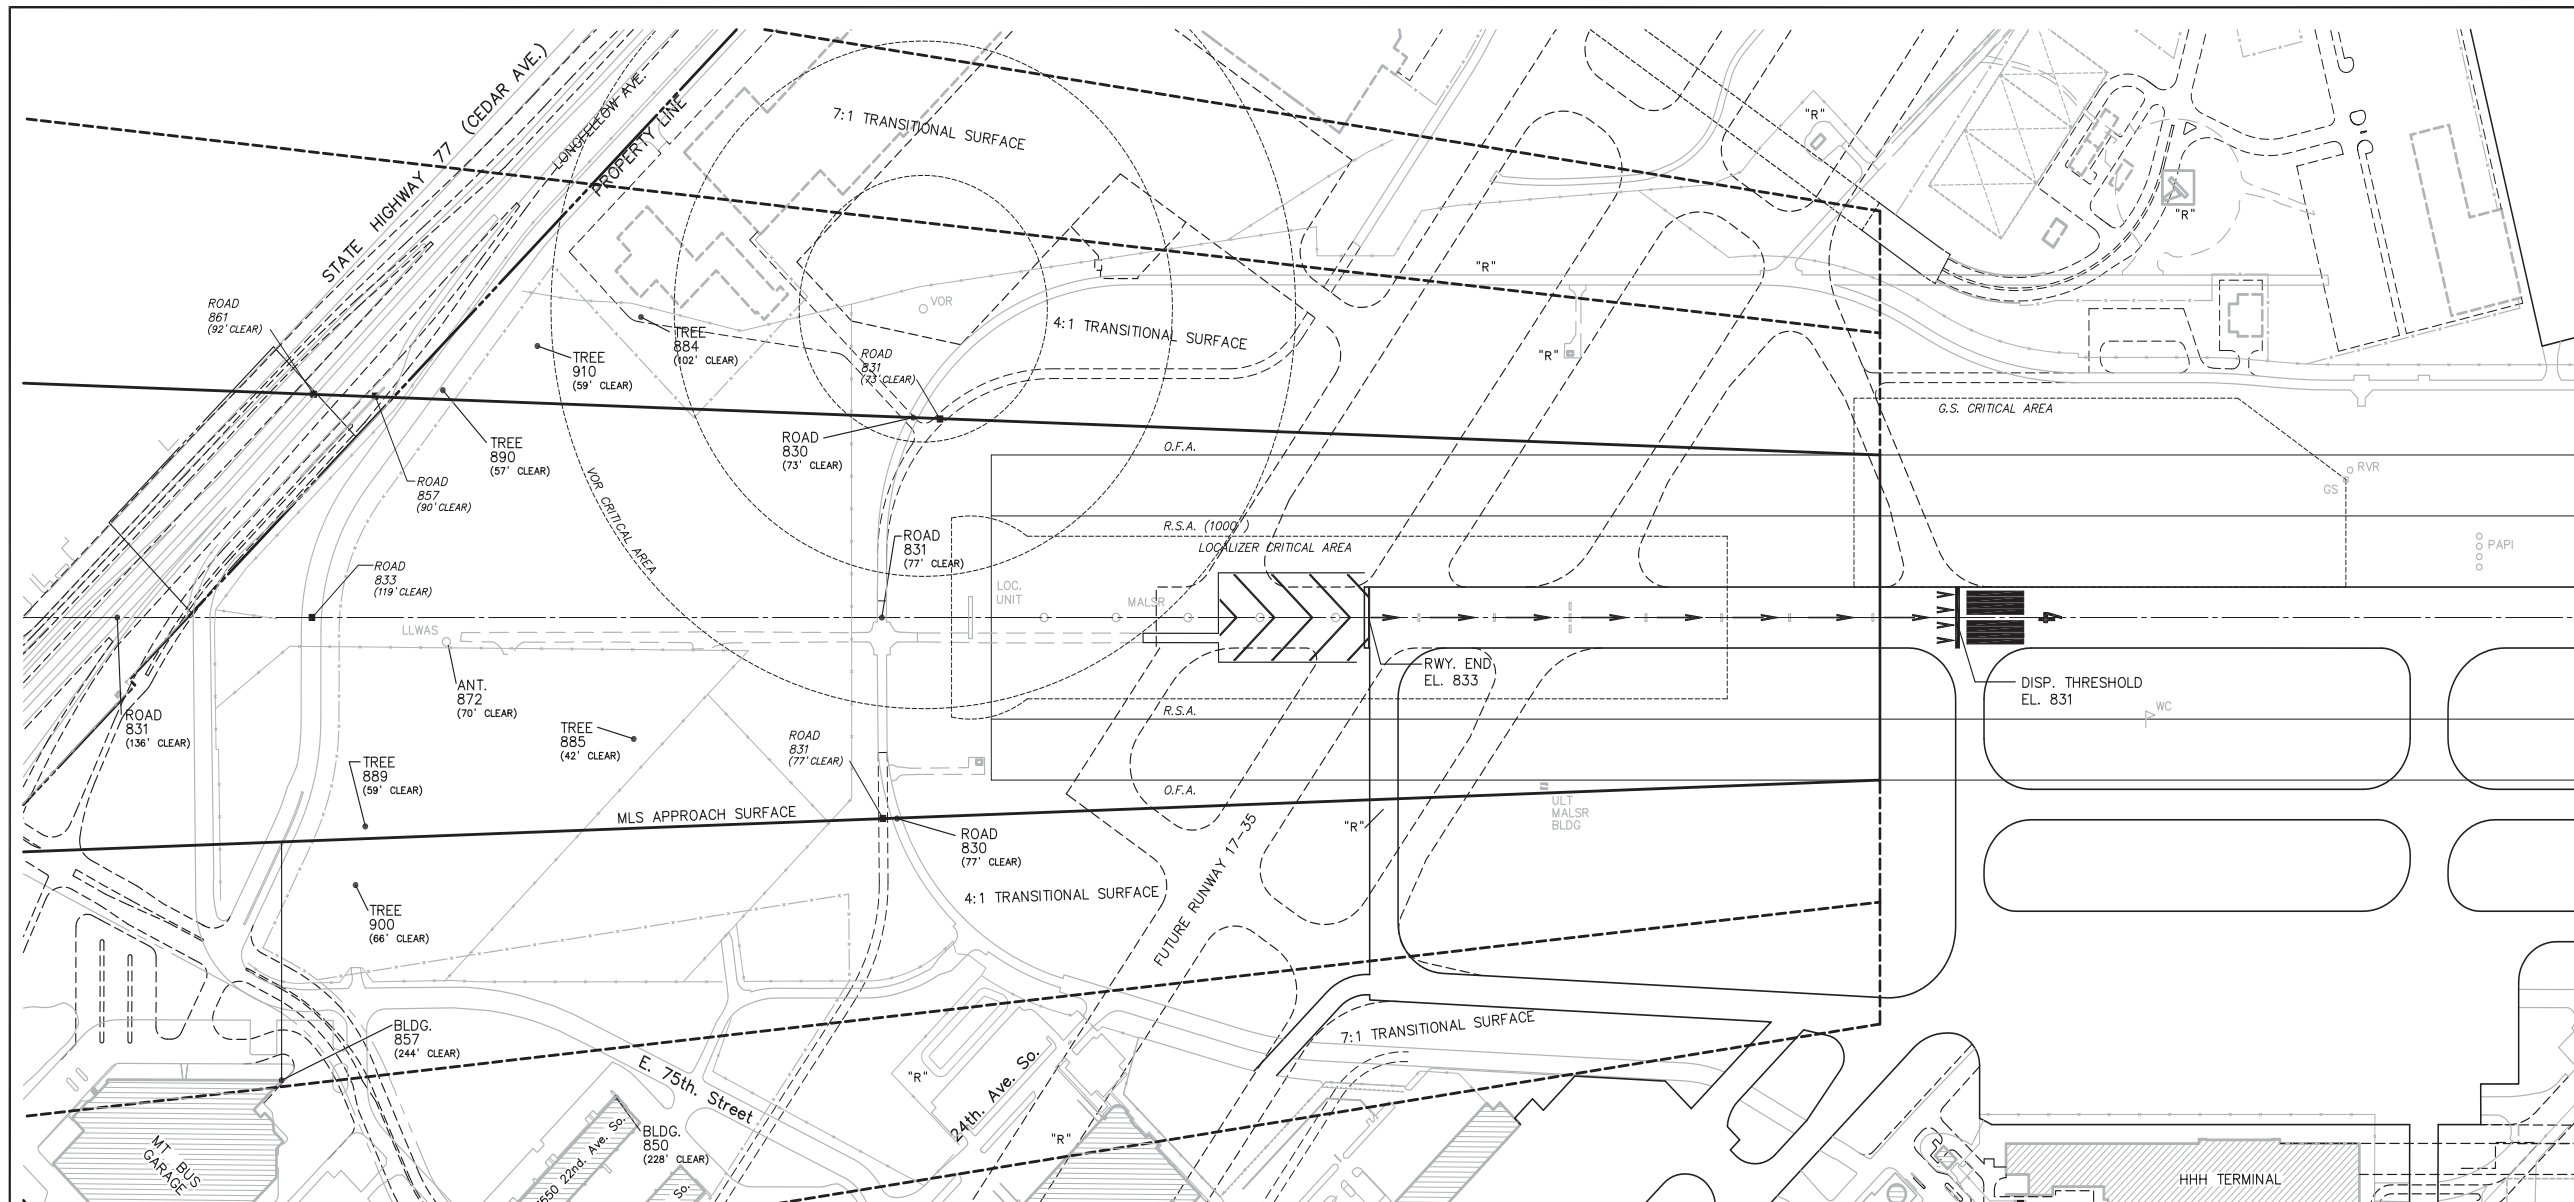 STATE HIGHWAY 77 (CEDAR AVE.)
LONGFELLOW AVE.
PROPERTY LINE
7:1 TRANSITIONAL SURFACE
"R"
"R"
"R"
"R"
VOR
4:1 TRANSITIONAL SURFACE
ROAD
861
(92' CLEAR)
TREE
884
(102' CLEAR)
TREE
910
(59' CLEAR)
ROAD
831
(73' CLEAR)
TREE
890
(57' CLEAR)
ROAD
830
(73' CLEAR)
ROAD
857
(90' CLEAR)
VOR CRITICAL AREA
O.F.A.
G.S. CRITICAL AREA
RVR
GS
R.S.A. (1000')
LOCALIZER CRITICAL AREA
ROAD
831
(77' CLEAR)
PAPI
ROAD
833
(119' CLEAR)
LOC.
UNIT
MALSR
4
LLWAS
RWY. END
EL. 833
DISP. THRESHOLD
EL. 831
WC
ANT.
872
(70' CLEAR)
ROAD
831
(136' CLEAR)
TREE
885
(42' CLEAR)
R.S.A.
ROAD
831
(77' CLEAR)
TREE
889
(59' CLEAR)
O.F.A.
MLS APPROACH SURFACE
ULT
MALSR
BLDG
"R"
ROAD
830
(77' CLEAR)
FUTURE RUNWAY 17-35
4:1 TRANSITIONAL SURFACE
TREE
900
(66' CLEAR)
7:1 TRANSITIONAL SURFACE
BLDG.
857
(244' CLEAR)
E. 75th. Street
"R"
24th. Ave. So.
"R"
BLDG.
850
(228' CLEAR)
MT BUS
GARAGE
550 22nd. Ave. So.
So.
HHH TERMINAL